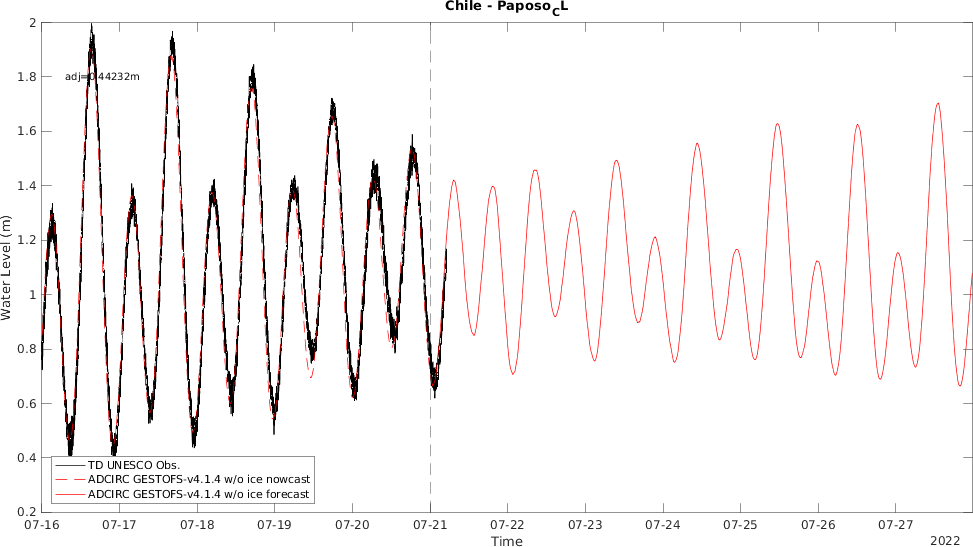 Chile - Paposo_CL
adj=0.44232m
Water Level (m)
2
1.8
1.6
1.4
1.2
1
0.8
0.6
0.4
0.2
TD UNESCO Obs.
ADCIRC GESTOFS-v4.1.4 w/o ice nowcast
ADCIRC GESTOFS-v4.1.4 w/o ice forecast
07-16 07-17 07-18 07-19 07-20 07-21 07-22 07-23 07-24 07-25 07-26 07-27
Time
2022